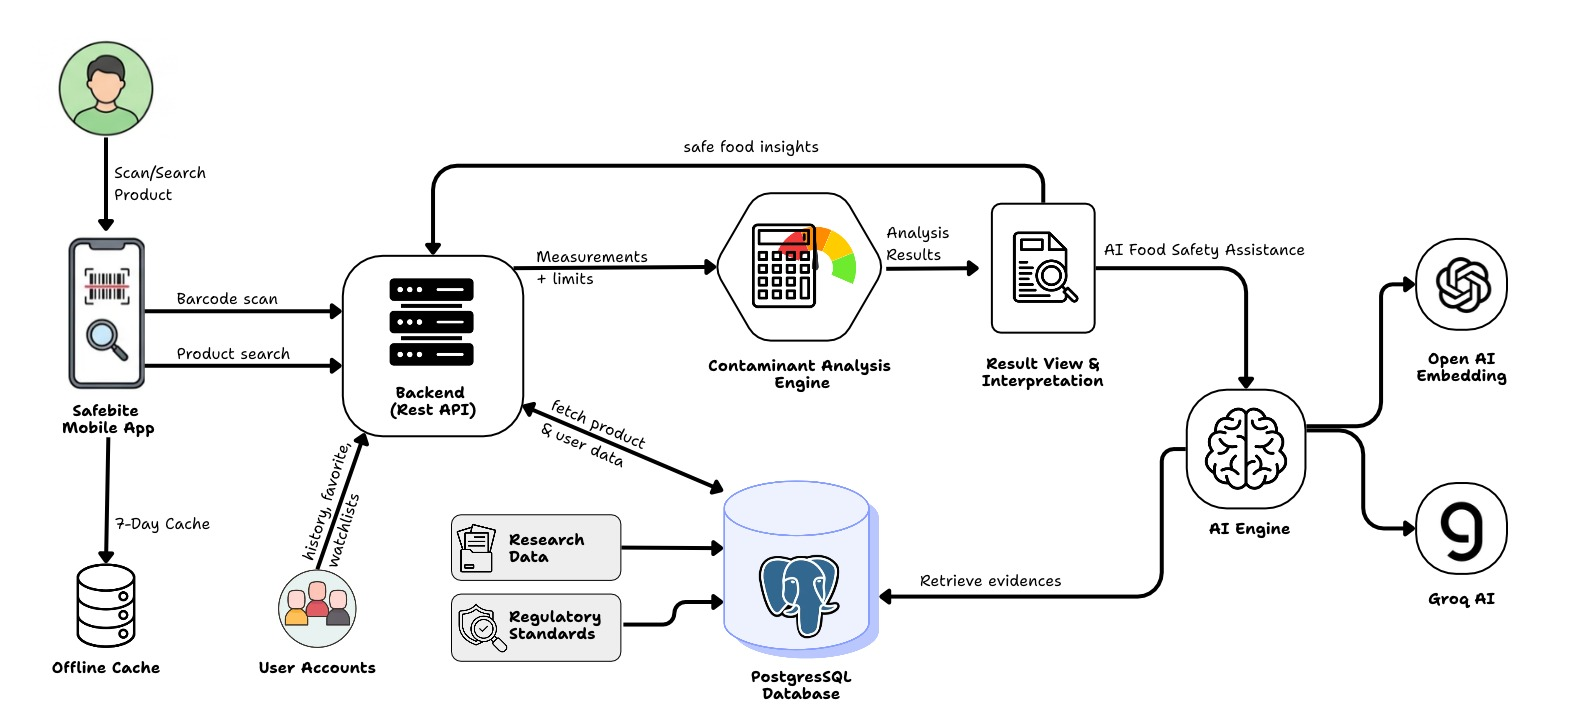 safe food insights
Scan/Search
Product
Measurements
+ limits
Analysis
Results
AI Food Safety Assistance
Barcode scan
Product search
Safebite
Mobile App
Backend
(Rest API)
Contaminant Analysis
Engine
Result View &
Interpretation
Open AI
Embedding
fetch product
& user data
history, favorite,
watchlists
7-Day Cache
Research
Data
Regulatory
Standards
AI Engine
Retrieve evidences
Groq AI
Offline Cache
User Accounts
PostgresSQL
Database